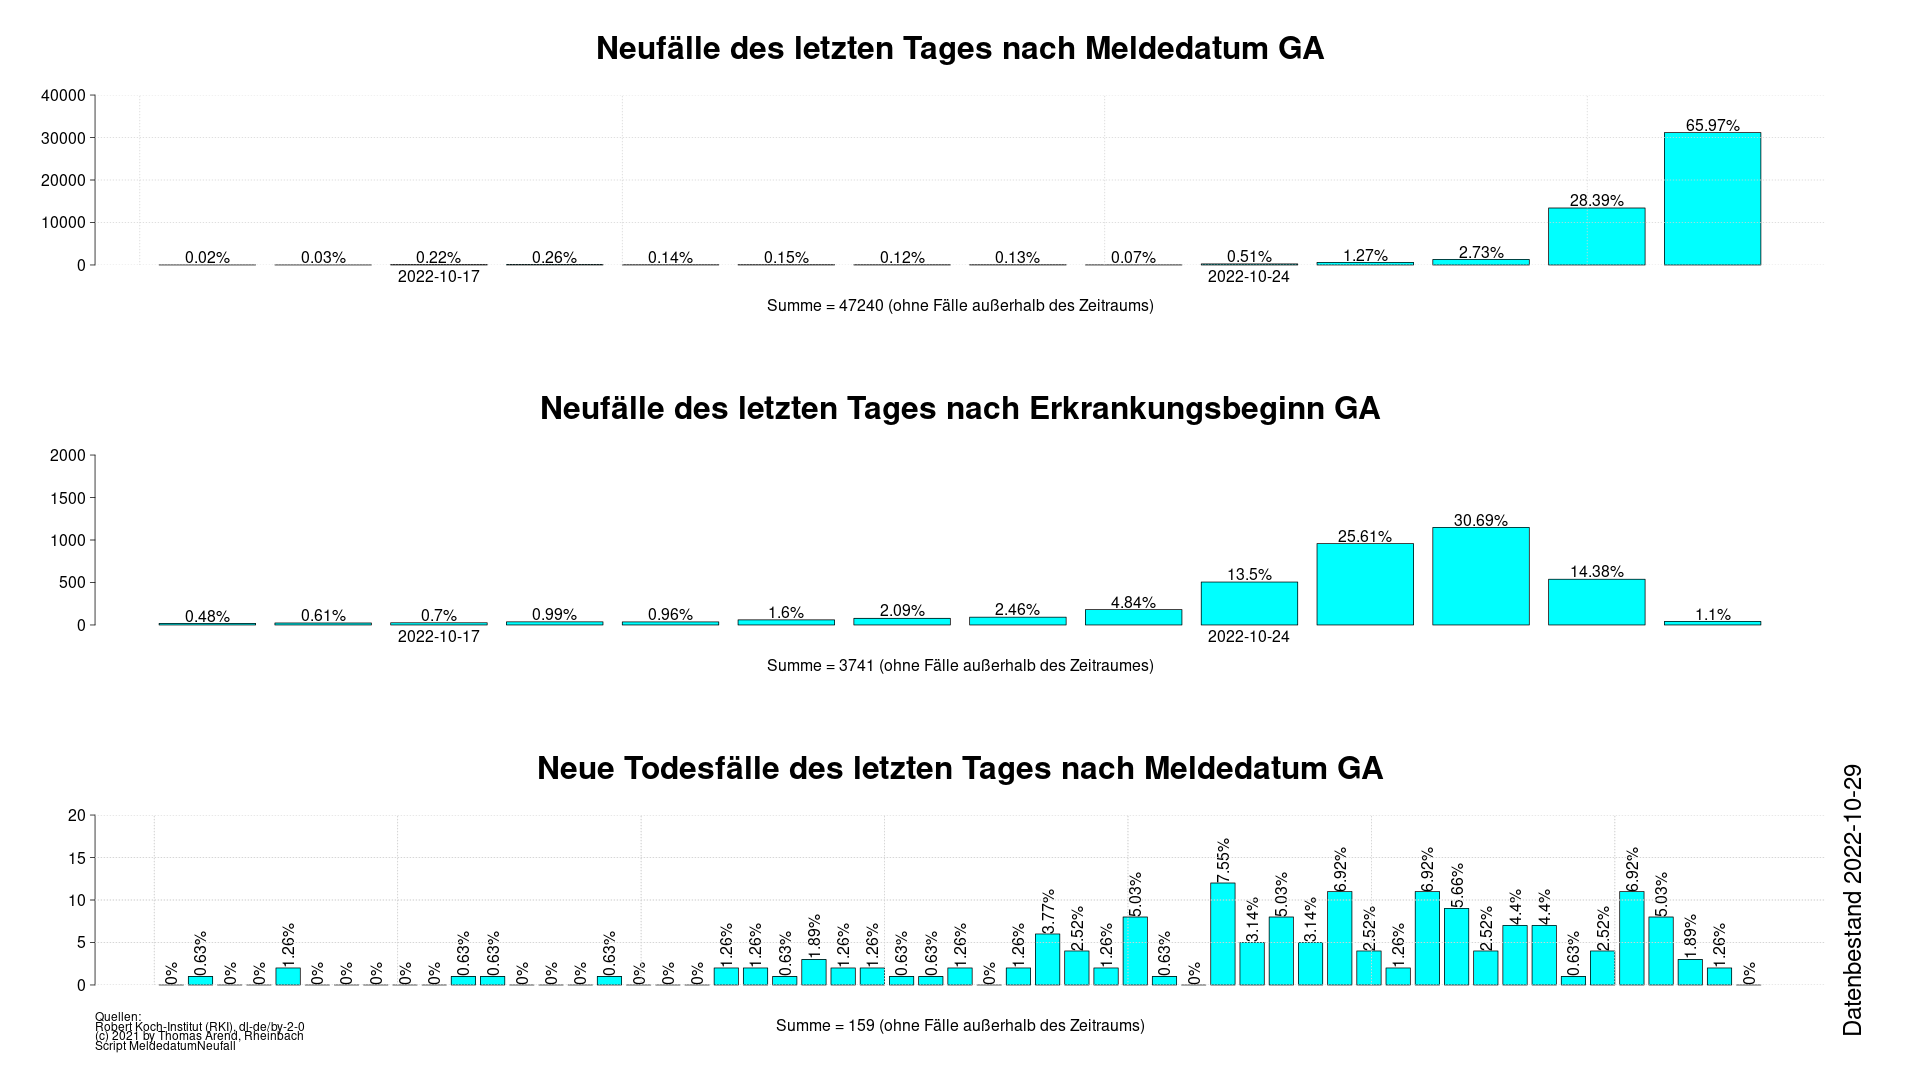 Neufälle des letzten Tages nach Meldedatum GA
40000
30000
20000
10000
0
0.02% 0.03% 0.22% 0.26% 0.14% 0.15% 0.12% 0.13% 0.07% 0.51% 1.27% 2.73% 28.39% 65.97%
2022-10-17 2022-10-24
Summe = 47240 (ohne Fälle außerhalb des Zeitraums)
Neufälle des letzten Tages nach Erkrankungsbeginn GA
2000
1500
1000
500
0
0.48% 0.61% 0.7% 0.99% 0.96% 1.6% 2.09% 2.46% 4.84% 13.5% 25.61% 30.69% 14.38% 1.1%
2022-10-17 2022-10-24
Summe = 3741 (ohne Fälle außerhalb des Zeitraumes)
Neue Todesfälle des letzten Tages nach Meldedatum GA
20
15
10
5
0
0% 0.63% 0% 0% 1.26% 0% 0% 0% 0% 0% 0.63% 0.63% 0% 0% 0% 0.63% 0% 0% 0% 1.26% 1.26% 0.63% 1.89% 1.26% 1.26% 0.63% 0.63% 1.26% 0% 1.26% 3.77% 2.52% 1.26% 5.03% 0.63% 0% 7.55% 3.14% 5.03% 3.14% 6.92% 2.52% 1.26% 6.92% 5.66% 2.52% 4.4% 4.4% 0.63% 2.52% 6.92% 5.03% 1.89% 1.26% 0%
Summe = 159 (ohne Fälle außerhalb des Zeitraums)
Quellen:
Robert Koch-Institut (RKI), dl-de/by-2-0
(c) 2021 by Thomas Arend, Rheinbach
Script MeldedatumNeufall
Datenbestand 2022-10-29